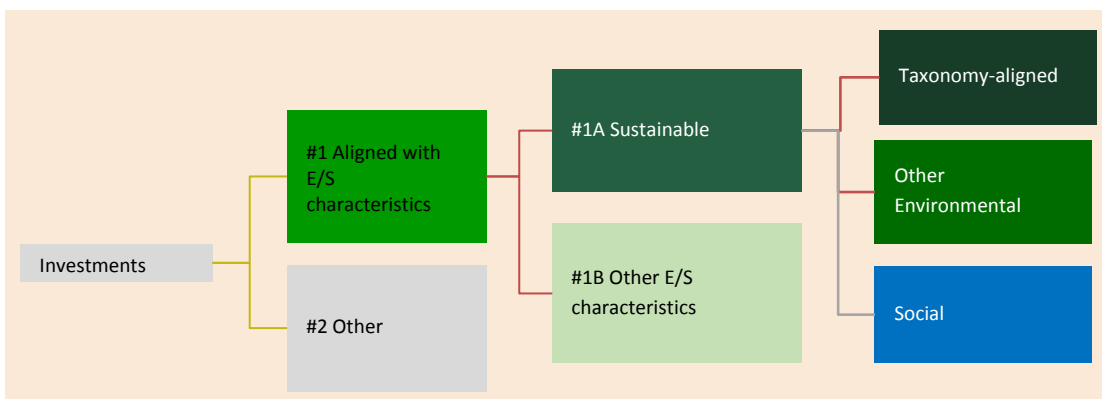 Investments
#1 Aligned with
E/S
characteristics
#2 Other
#1A Sustainable
#1B Other E/S
characteristics
Taxonomy-aligned
Other
Environmental
Social